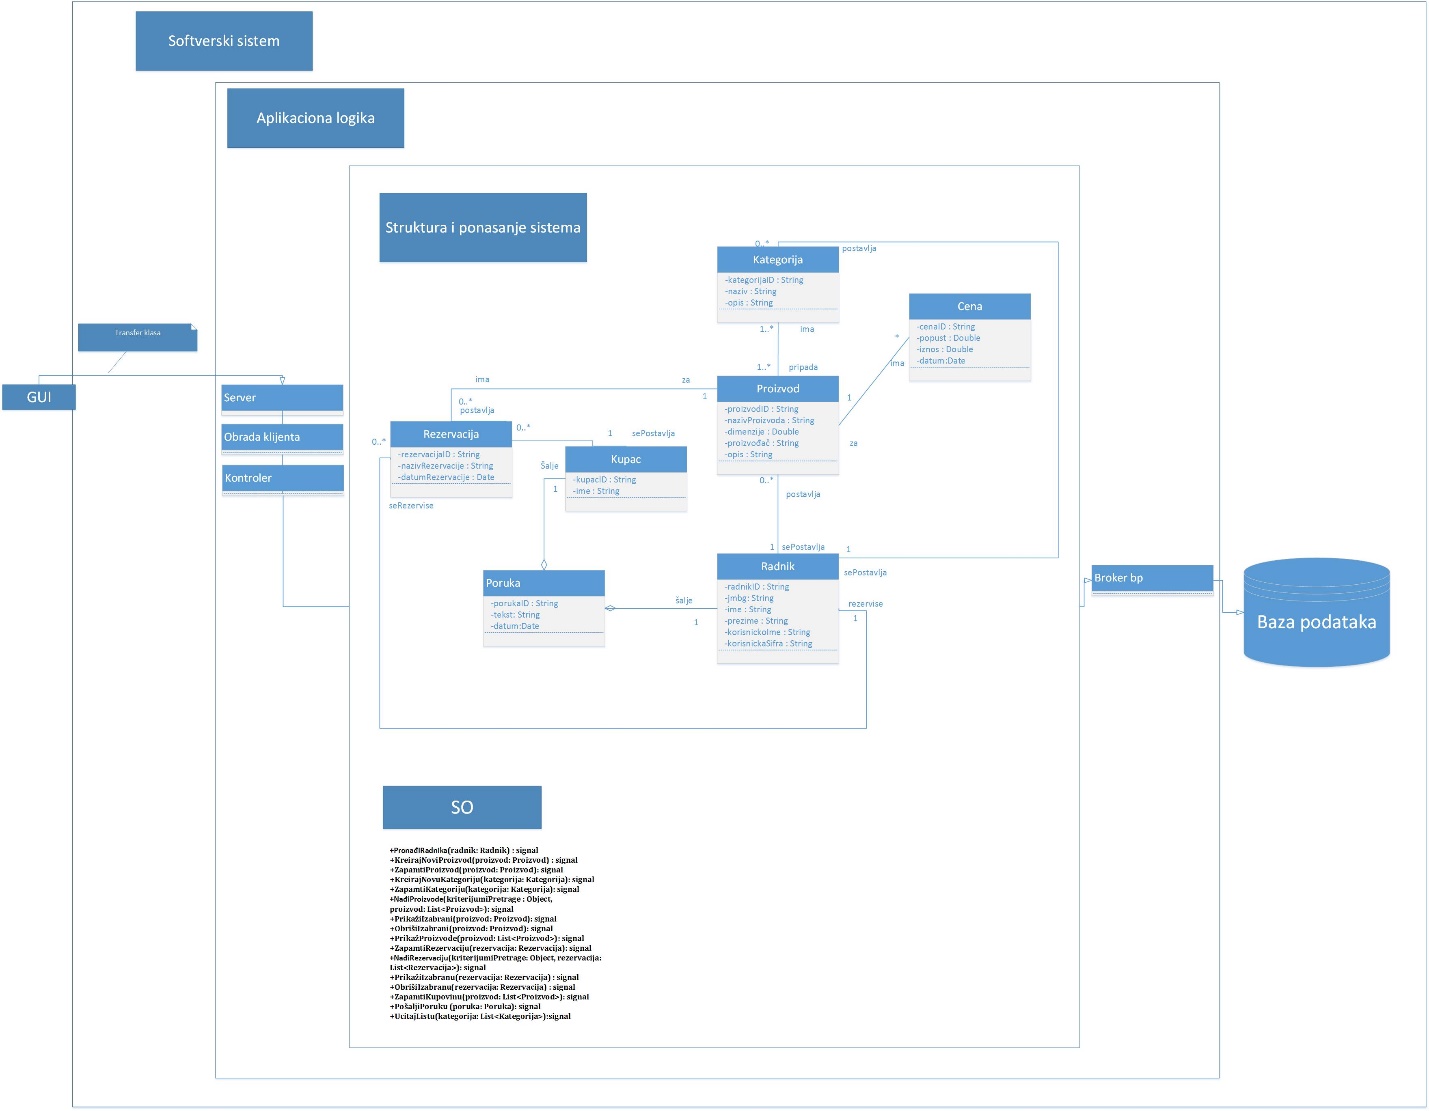 Softverski sistem
Aplikaciona logika
Struktura i ponasanje sistema
0..*
postavlja
Kategorija
-kategorijaID : String
-naziv : String
-opis : String
1..*
ima
Cena
-cenaID : String
-popust : Double
-iznos : Double
-datum:Date
*
ima
1
za
Transfer klasa
GUI
Server
Obrada klijenta
Kontroler
1..*
pripada
Proizvod
-proizvodID : String
-nazivProizvoda : String
-dimenzije : Double
-proizvođač : String
-opis : String
ima
za
0..*
1
postavlja
Rezervacija
-rezervacijaID : String
-nazivRezervacije : String
-datumRezervacije : Date
0..*
seRezervise
0..*
1
sePostavlja
Kupac
-kupacID : String
-ime : String
Šalje
1
0..*
postavlja
1
sePostavlja
1
sePostavlja
Poruka
-porukaID : String
-tekst: String
-datum:Date
šalje
1
Radnik
-radnikID : String
-jmbg: String
-ime : String
-prezime : String
-korisnickoIme : String
-korisnickaSifra : String
rezervise
1
Broker bp
Baza podataka
SO
+PronađiRadnika(radnik: Radnik) : signal
+KreirajNoviProizvod(proizvod: Proizvod) : signal
+ZapamtiProizvod(proizvod: Proizvod): signal
+KreirajNovuKategoriju(kategorija: Kategorija): signal
+ZapamtiKategoriju(kategorija: Kategorija): signal
+NađiProizvode(kriterijumiPretrage : Object,
proizvod: List<Proizvod>): signal
+PrikažiIzabrani(proizvod: Proizvod): signal
+ObrišiIzabrani(proizvod: Proizvod): signal
+PrikažProizvode(proizvod: List<Proizvod>): signal
+ZapamtiRezervaciju(rezervacija: Rezervacija): signal
+NađiRezervaciju(kriterijumiPretrage: Object, rezervacija:
List<Rezervacija>): signal
+PrikažiIzabranu(rezervacija: Rezervacija) : signal
+ObrišiIzabranu(rezervacija: Rezervacija) : signal
+ZapamtiKupovinu(proizvod: List<Proizvod>): signal
+PošaljiPoruku (poruka: Poruka): signal
+UcitajListu(kategorija: List<Kategorija>):signal